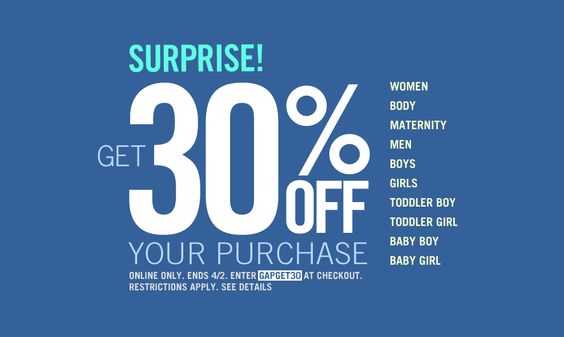 SURPRISE!
GET 30% OFF
YOUR PURCHASE
ONLINE ONLY. ENDS 4/2. ENTER GAPGET30 AT CHECKOUT.
RESTRICTIONS APPLY. SEE DETAILS
WOMEN
BODY
MATERNITY
MEN
BOYS
GIRLS
TODDLER BOY
TODDLER GIRL
BABY BOY
BABY GIRL